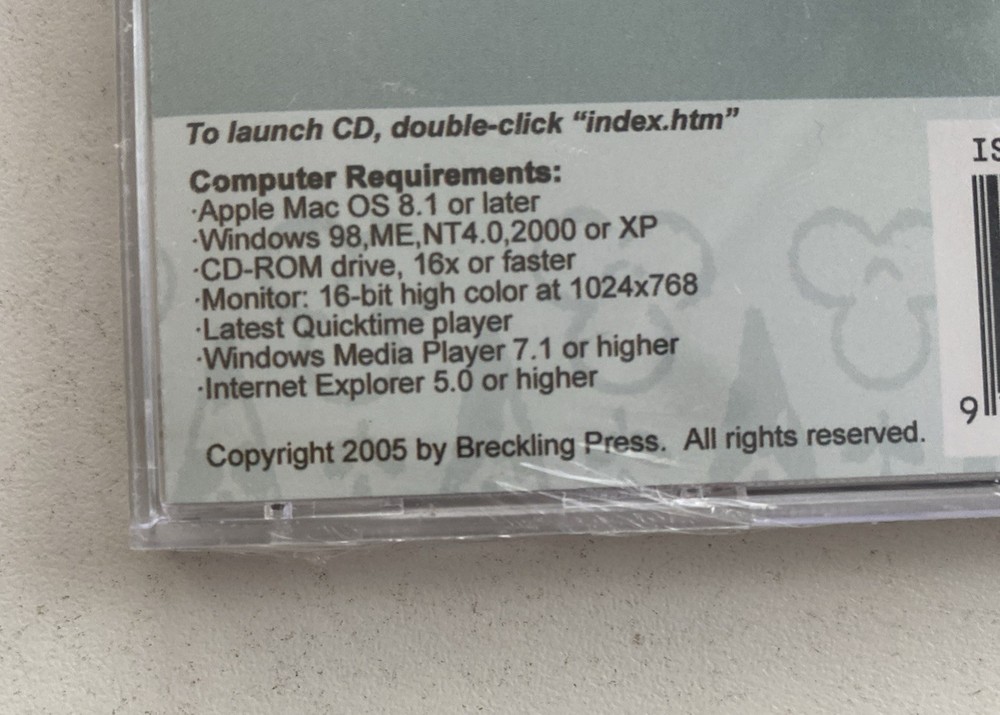 To launch CD, double-click “index.htm”
Computer Requirements:
·Apple Mac OS 8.1 or later
·Windows 98,ME,NT4.0,2000 or XP
·CD-ROM drive, 16x or faster
·Monitor: 16-bit high color at 1024x768
·Latest Quicktime player
·Windows Media Player 7.1 or higher
·Internet Explorer 5.0 or higher
Copyright 2005 by Breckling Press. All rights reserved.
IS
9